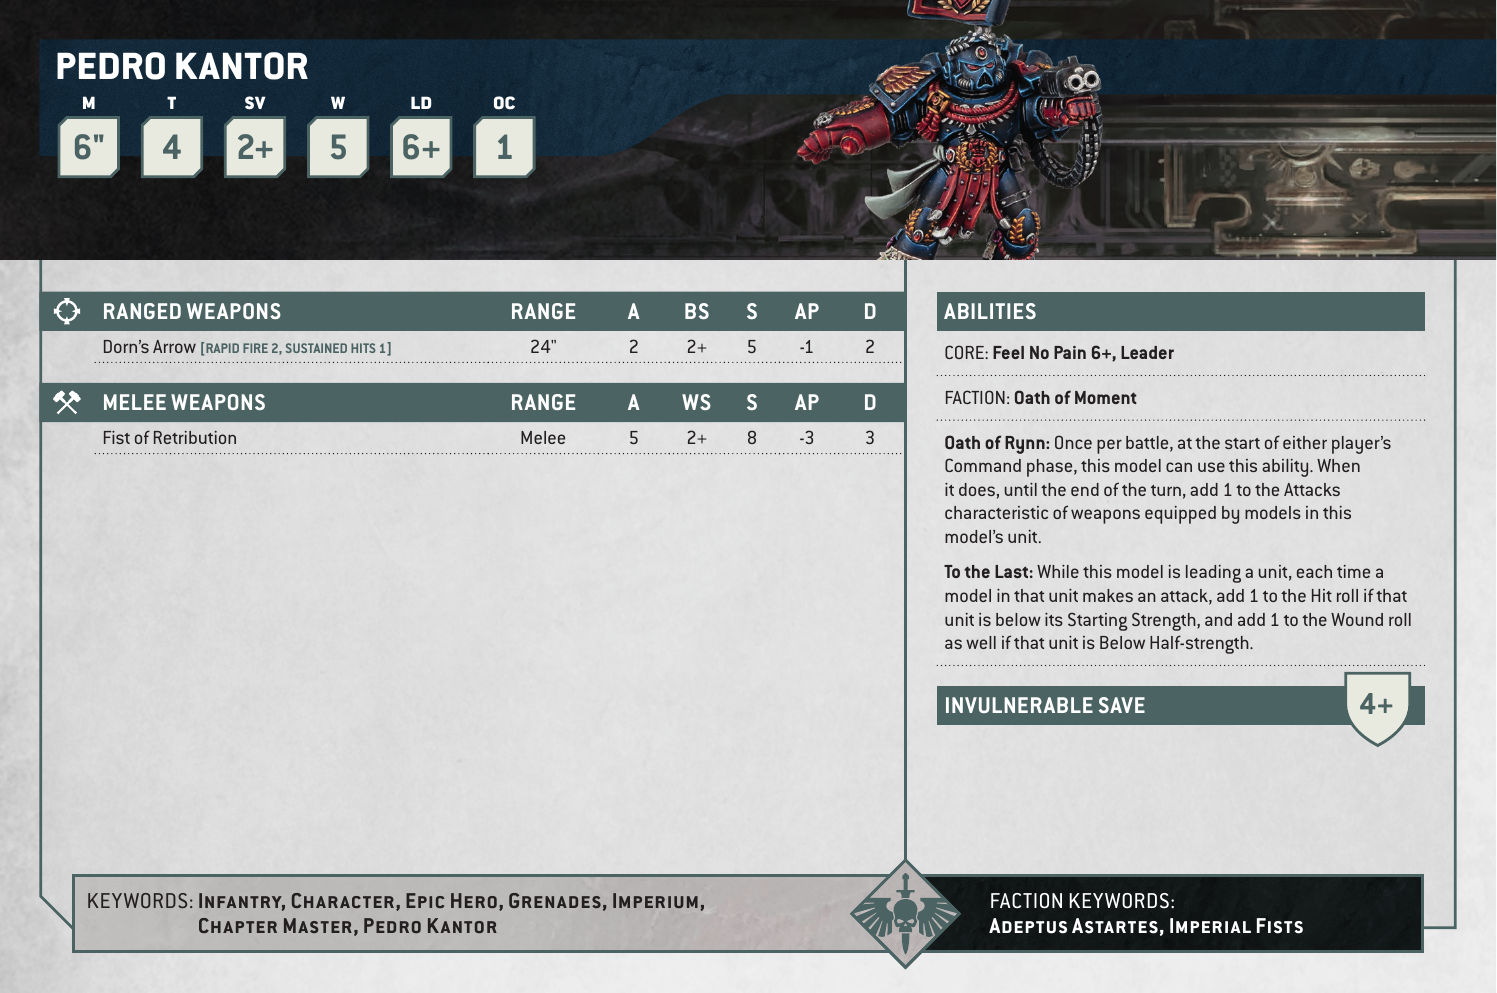 PEDRO KANTOR
M T SV W LD OC
6" 4 2+ 5 6+ 1
RANGED WEAPONS RANGE A BS S AP D
Dorn's Arrow [RAPID FIRE 2, SUSTAINED HITS 1] 24" 2 2+ 5 -1 2
MELEE WEAPONS RANGE A WS S AP D
Fist of Retribution Melee 5 2+ 8 -3 3
ABILITIES
CORE: Feel No Pain 6+, Leader
FACTION: Oath of Moment
Oath of Rynn: Once per battle, at the start of either player's
Command phase, this model can use this ability. When
it does, until the end of the turn, add 1 to the Attacks
characteristic of weapons equipped by models in this
model's unit.
To the Last: While this model is leading a unit, each time a
model in that unit makes an attack, add 1 to the Hit roll if that
unit is below its Starting Strength, and add 1 to the Wound roll
as well if that unit is Below Half-strength.
INVULNERABLE SAVE 4+
KEYWORDS: INFANTRY, CHARACTER, EPIC HERO, GRENADES, IMPERIUM,
CHAPTER MASTER, PEDRO KANTOR
FACTION KEYWORDS:
ADEPTUS ASTARTES, IMPERIAL FISTS